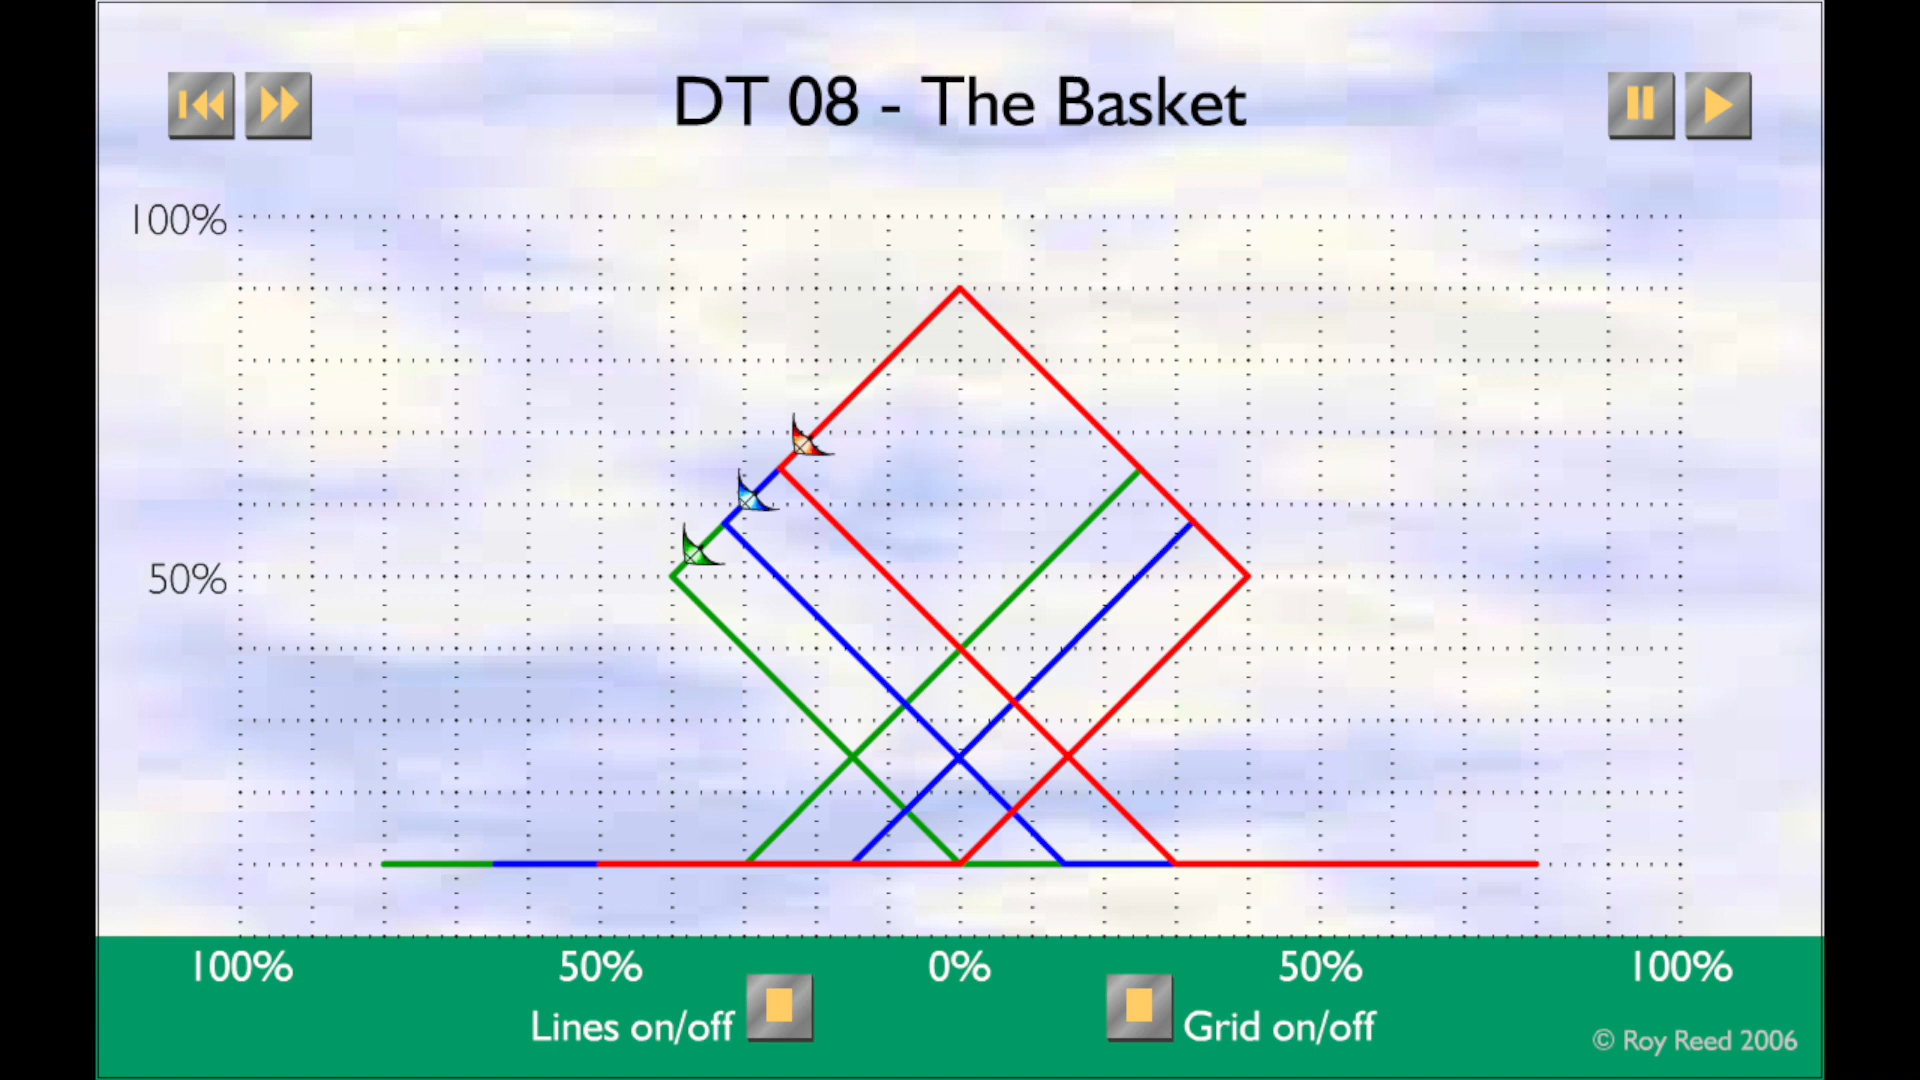 DT 08 - The Basket
100%
50%
100% 50% 0% 50% 100%
Lines on/off Grid on/off
© Roy Reed 2006